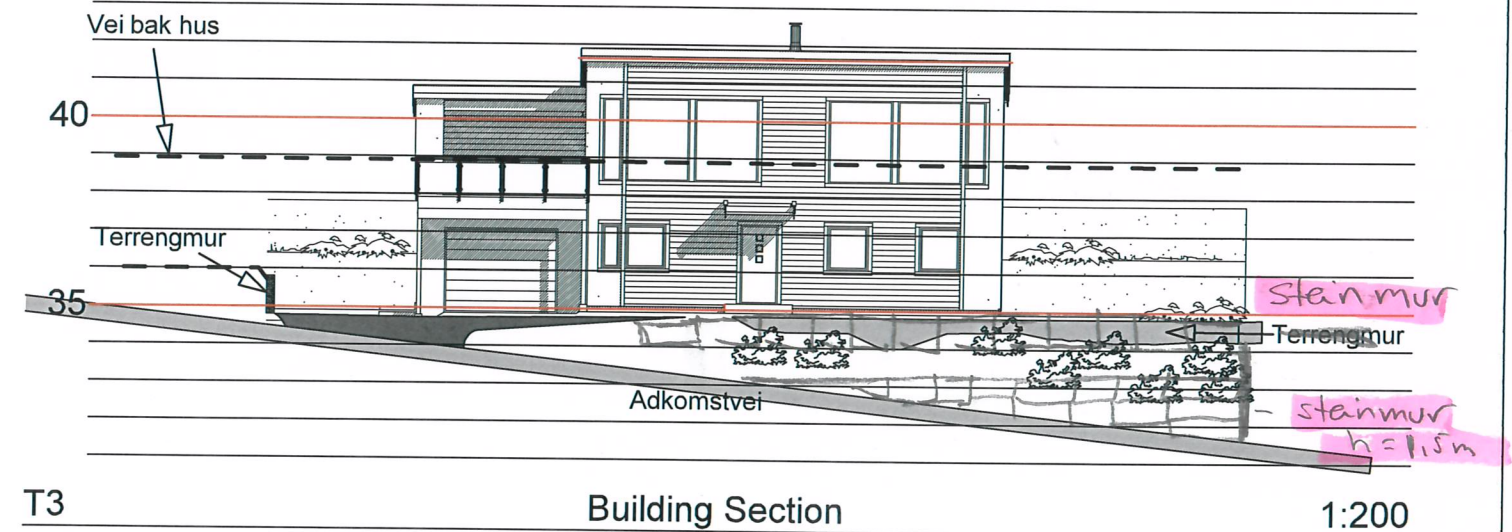 Vei bak hus
40
Terrengmur
35
steinmur
Terrengmur
Adkomstvei
steinmur
h = 1,5m
T3
Building Section
1:200